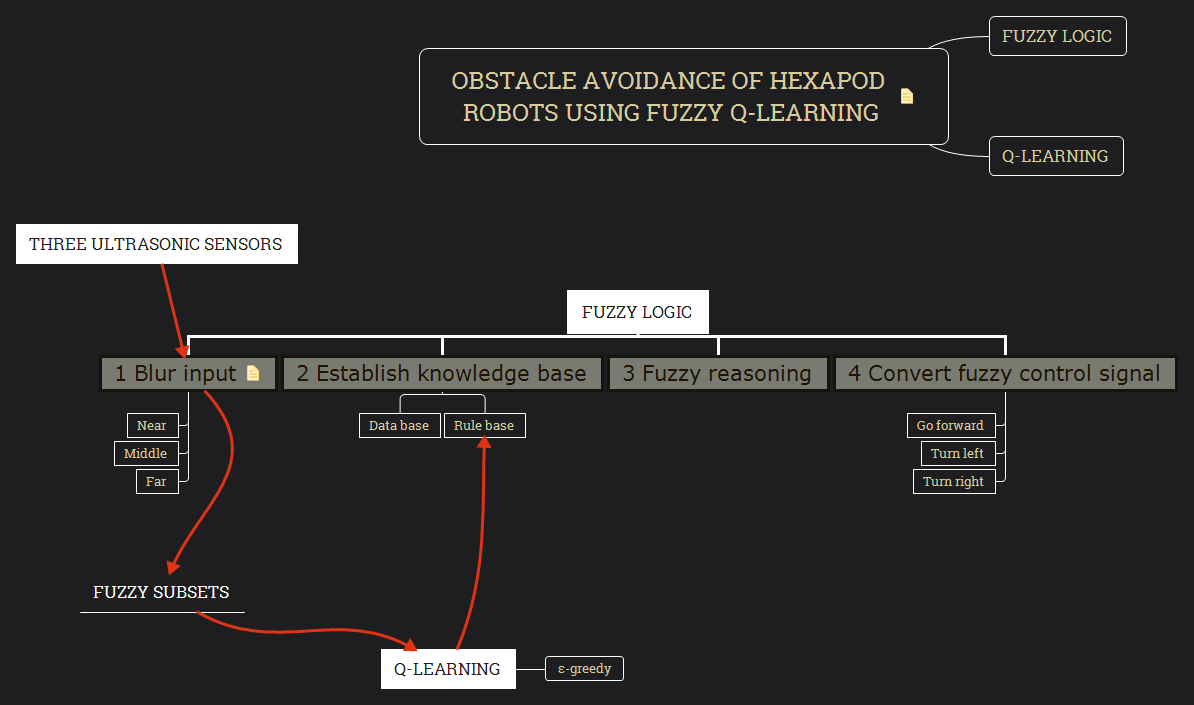 FUZZY LOGIC
OBSTACLE AVOIDANCE OF HEXAPOD
ROBOTS USING FUZZY Q-LEARNING
Q-LEARNING
THREE ULTRASONIC SENSORS
FUZZY LOGIC
1 Blur input
2 Establish knowledge base
3 Fuzzy reasoning
4 Convert fuzzy control signal
Near
Middle
Far
Data base
Rule base
Go forward
Turn left
Turn right
FUZZY SUBSETS
Q-LEARNING
ε-greedy